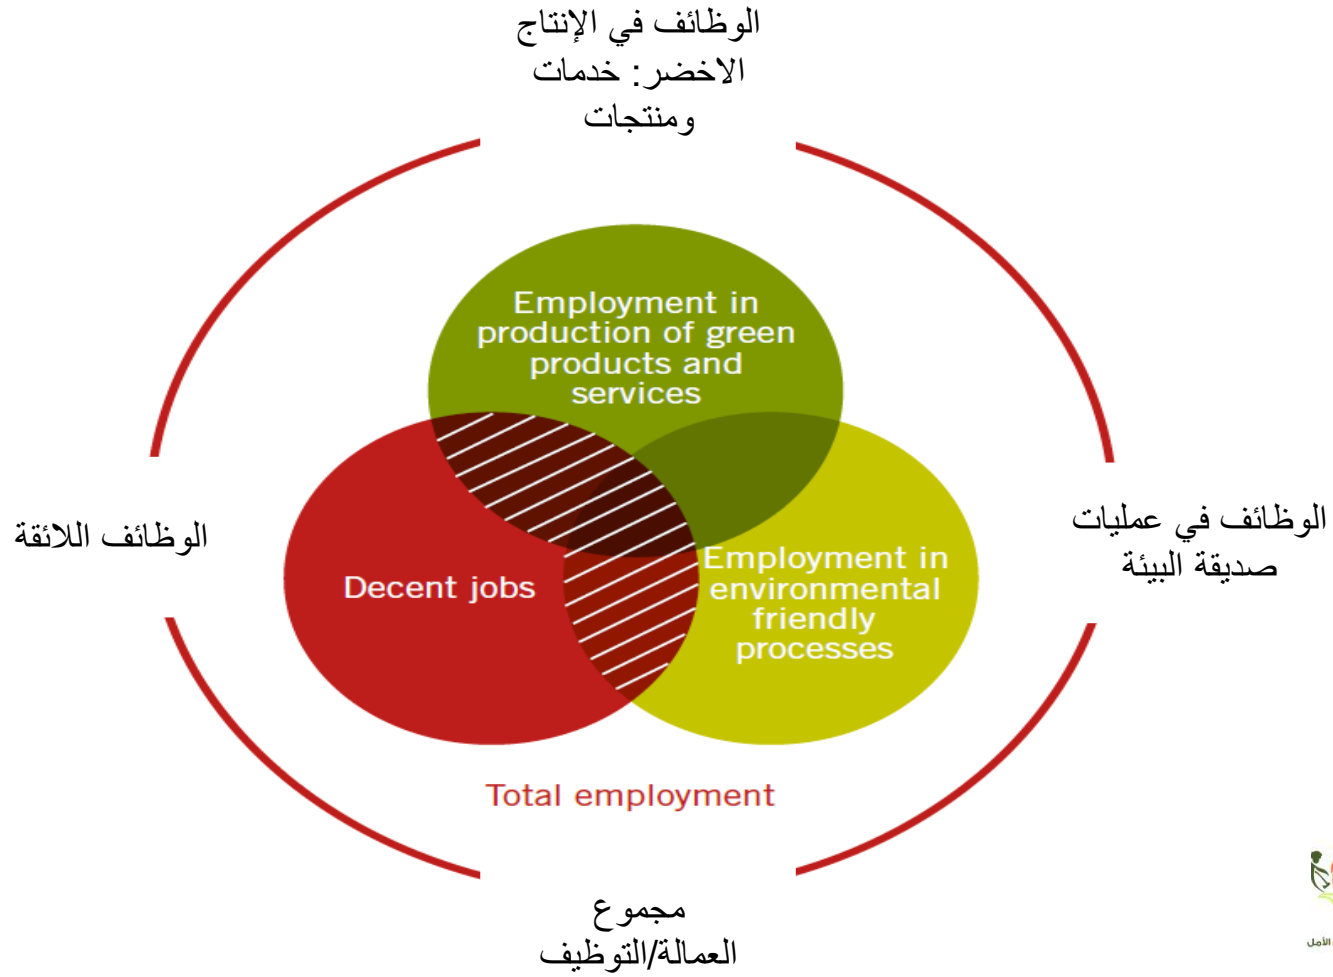 الوظائف في الإنتاج
الاخضر: خدمات
ومنتجات
Employment in
production of green
products and
services
الوظائف اللائقة
Decent jobs
Employment in
environmental
friendly
processes
الوظائف في عمليات
صديقة البيئة
Total employment
مجموع
العمالة/التوظيف
الأمل